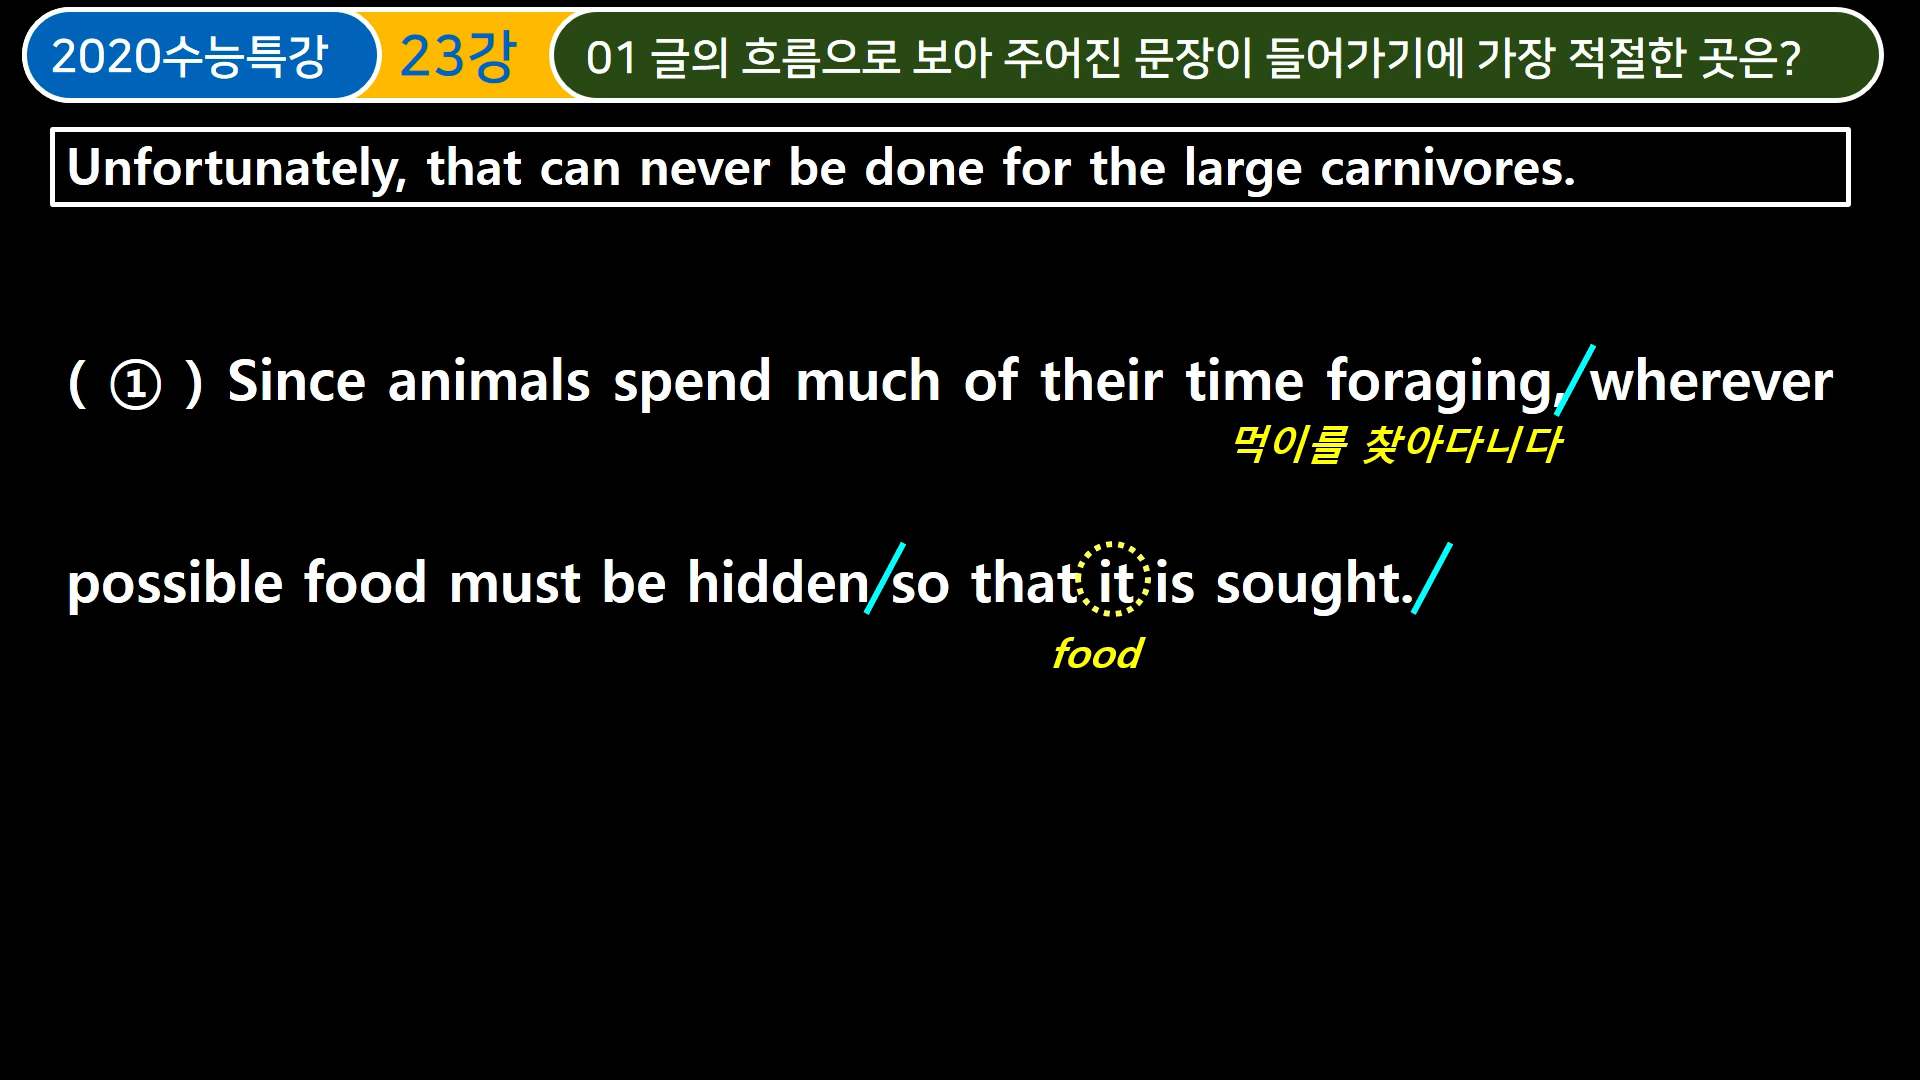 2020수능특강 23강 01 글의 흐름으로 보아 주어진 문장이 들어가기에 가장 적절한 곳은?
Unfortunately, that can never be done for the large carnivores.
( ① ) Since animals spend much of their time foraging, wherever
먹이를 찾아다니다
possible food must be hidden so that it is sought.
food